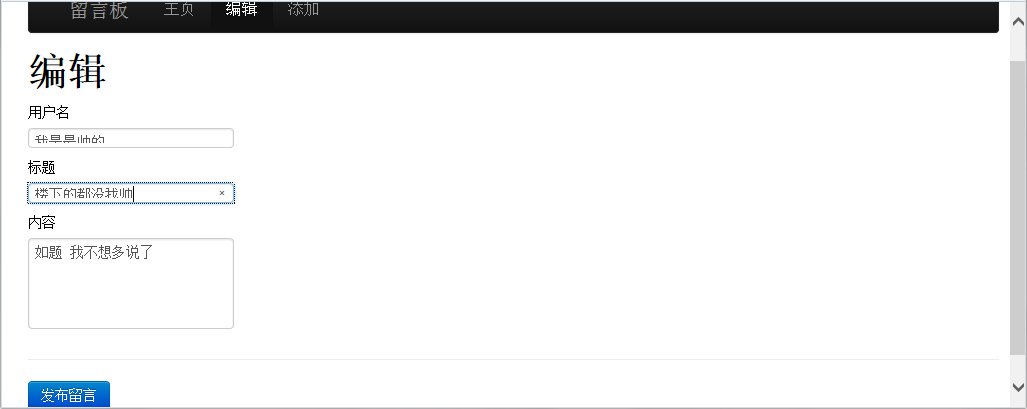 留言板 主页 编辑 添加
编辑
用户名
我是最帅的
标题
楼下的都没我帅
内容
如题 我不想多说了
发布留言